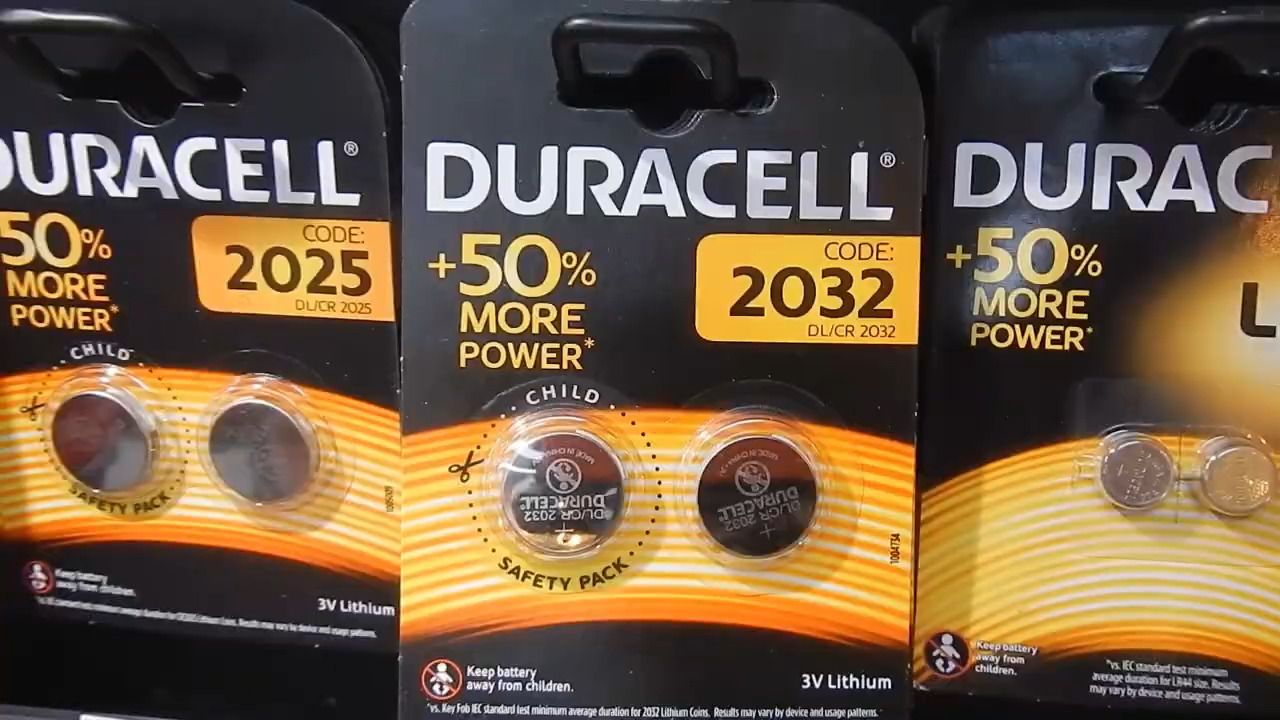 DURACELL®
50%
MORE
POWER*
CODE:
2025
DL/CR 2025
CHILD
SAFETY PACK
Keep battery
away from children.
3V Lithium
DURACELL®
+50%
MORE
POWER*
CODE:
2032
DL/CR 2032
CHILD
MADE IN
DURACELL
DL/CR 2032
+
DURACELL
DL/CR 2032
+
SAFETY PACK
1004734
Keep battery
away from children.
3V Lithium
*vs. Key Fob IEC standard test minimum average duration for 2032 Lithium Coins. Results may vary by device and usage patterns.
DURAC
+50%
MORE
POWER*
L
Keep battery
away from
children.
*vs. IEC standard test minimum
average duration for LR44 size. Results
may vary by device and usage patterns.